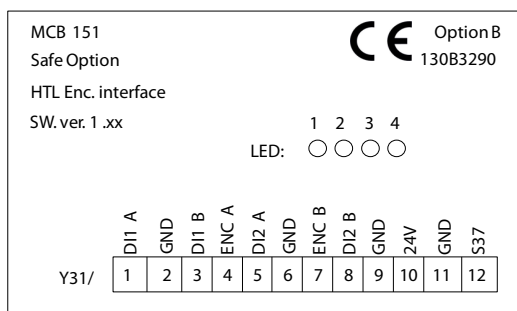 MCB 151
CE
Option B
Safe Option
130B3290
HTL Enc. interface
SW. ver. 1 .xx
1 2 3 4
LED:
DI1 A GND DI1 B ENC A DI2 A GND ENC B DI2 B GND 24V GND S37
Y31/ 1 2 3 4 5 6 7 8 9 10 11 12